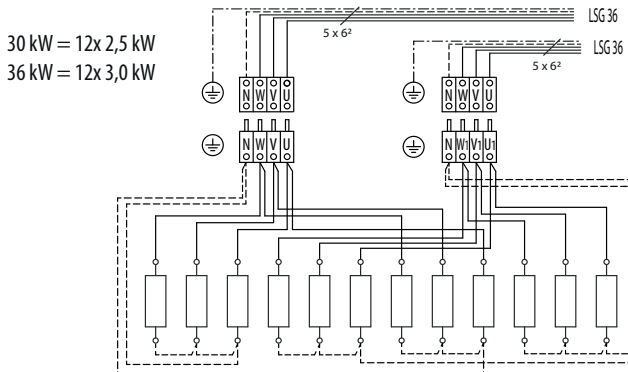 30 kW = 12x 2,5 kW
36 kW = 12x 3,0 kW
LSG 36
5 x 6²
LSG 36
5 x 6²
N W V U
N W V U
N W V U
N W1 V1 U1